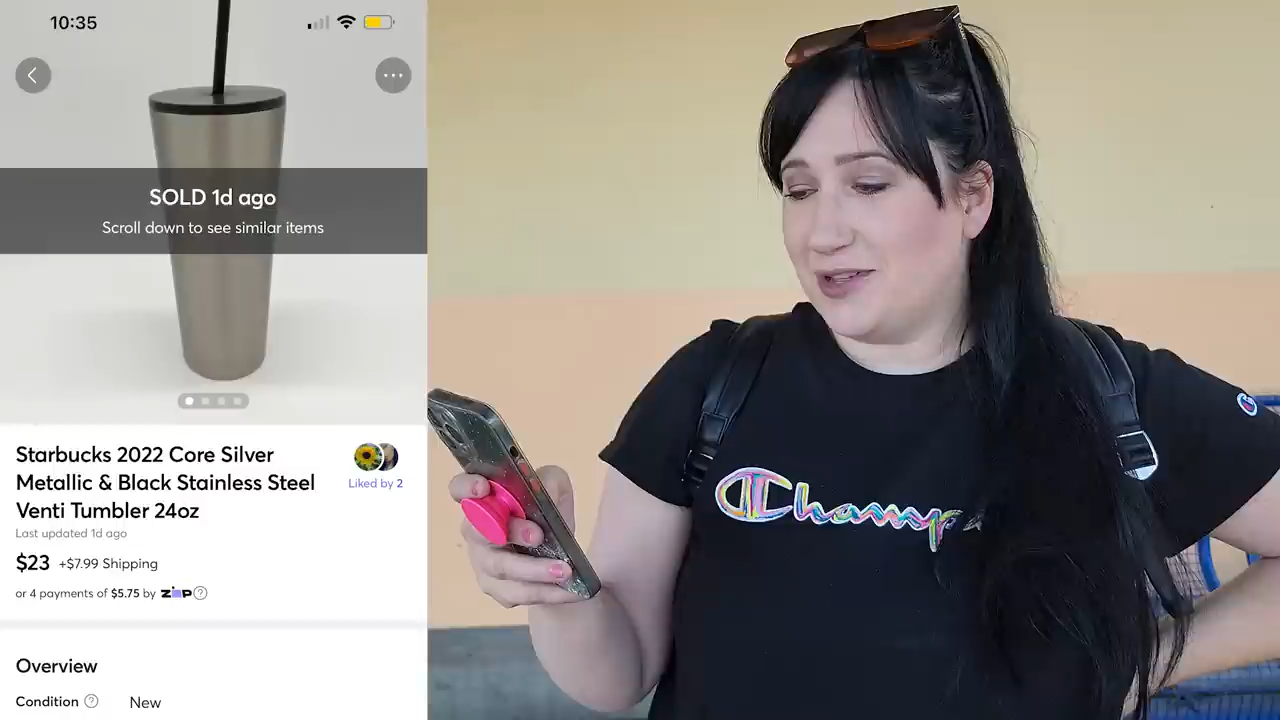 10:35
SOLD 1d ago
Scroll down to see similar items
Starbucks 2022 Core Silver
Metallic & Black Stainless Steel
Venti Tumbler 24oz
Liked by 2
Last updated 1d ago
$23 +$7.99 Shipping
or 4 payments of $5.75 by ZIP ?
Overview
Condition ? New
Champ